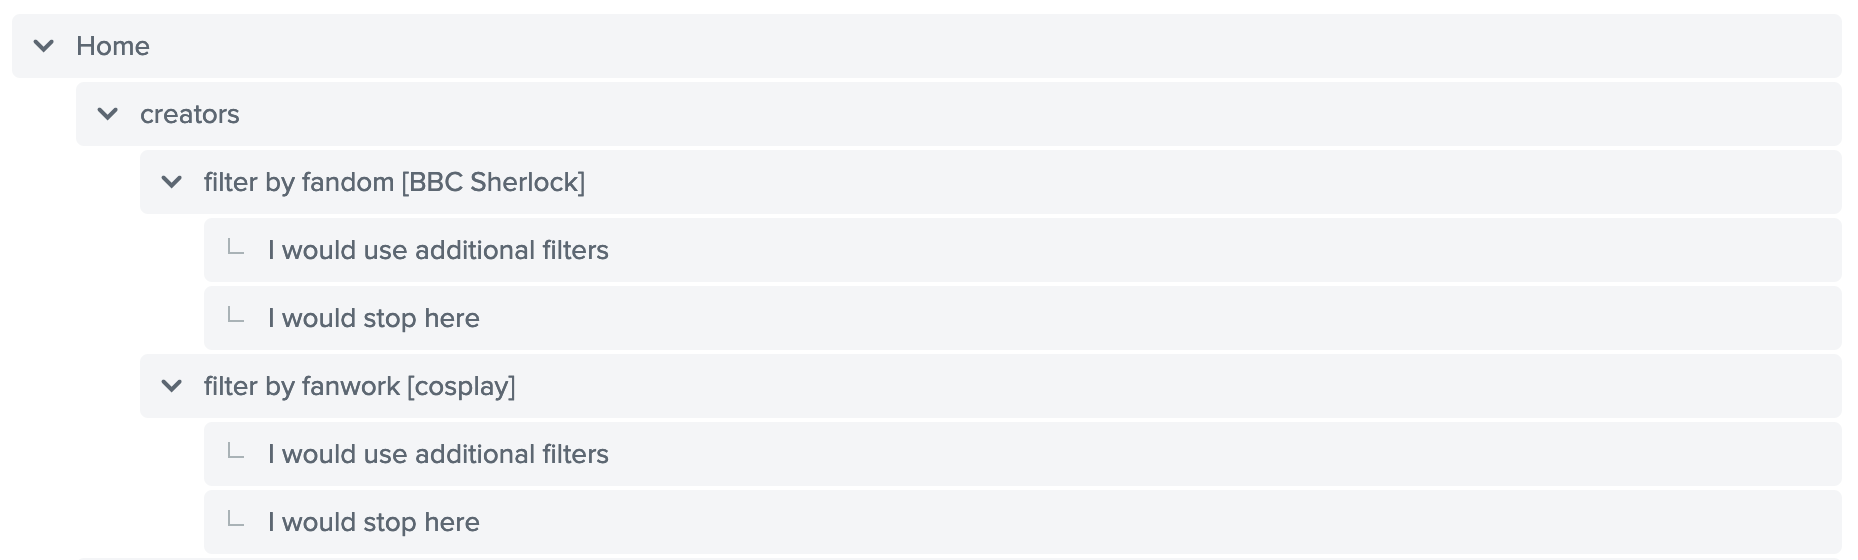 Home
creators
filter by fandom [BBC Sherlock]
I would use additional filters
I would stop here
filter by fanwork [cosplay]
I would use additional filters
I would stop here